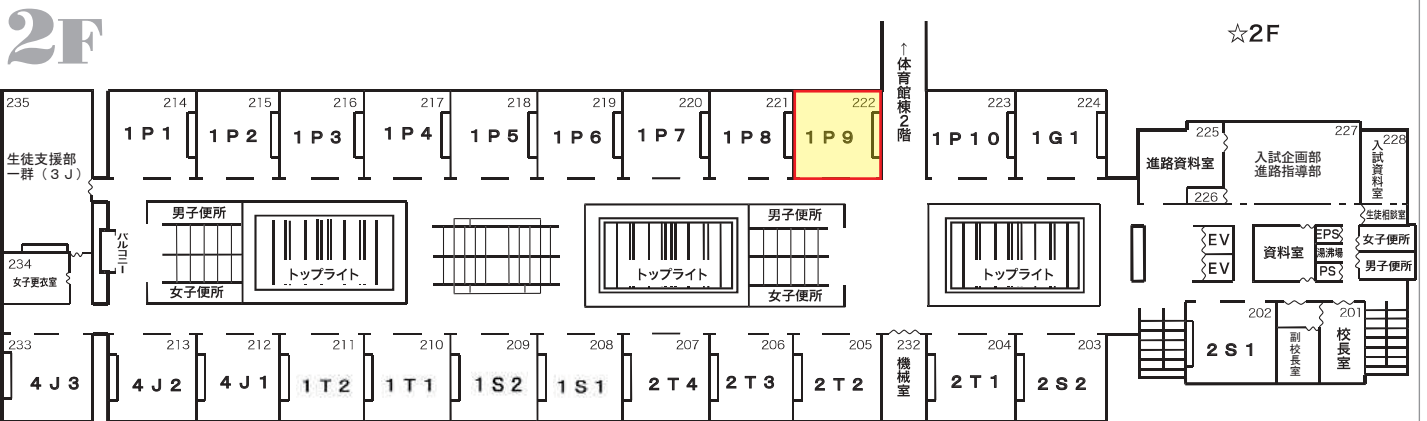 2F
☆2F
↑体育館棟2階
235
生徒支援部
一群（3J）
214
1P1
215
1P2
216
1P3
217
1P4
218
1P5
219
1P6
220
1P7
221
1P8
222
1P9
223
1P10
224
1G1
225
進路資料室
226
227
入試企画部
進路指導部
228
入試資料室
生徒相談室
バルコニー
男子便所
女子便所
トップライト
トップライト
男子便所
女子便所
トップライト
EV
EV
資料室
EPS
湯沸場
PS
女子便所
男子便所
234
女子更衣室
233
4J3
213
4J2
212
4J1
211
1T2
210
1T1
209
1S2
208
1S1
207
2T4
206
2T3
205
2T2
232
機械室
204
2T1
203
2S2
202
2S1
副校長室
201
校長室